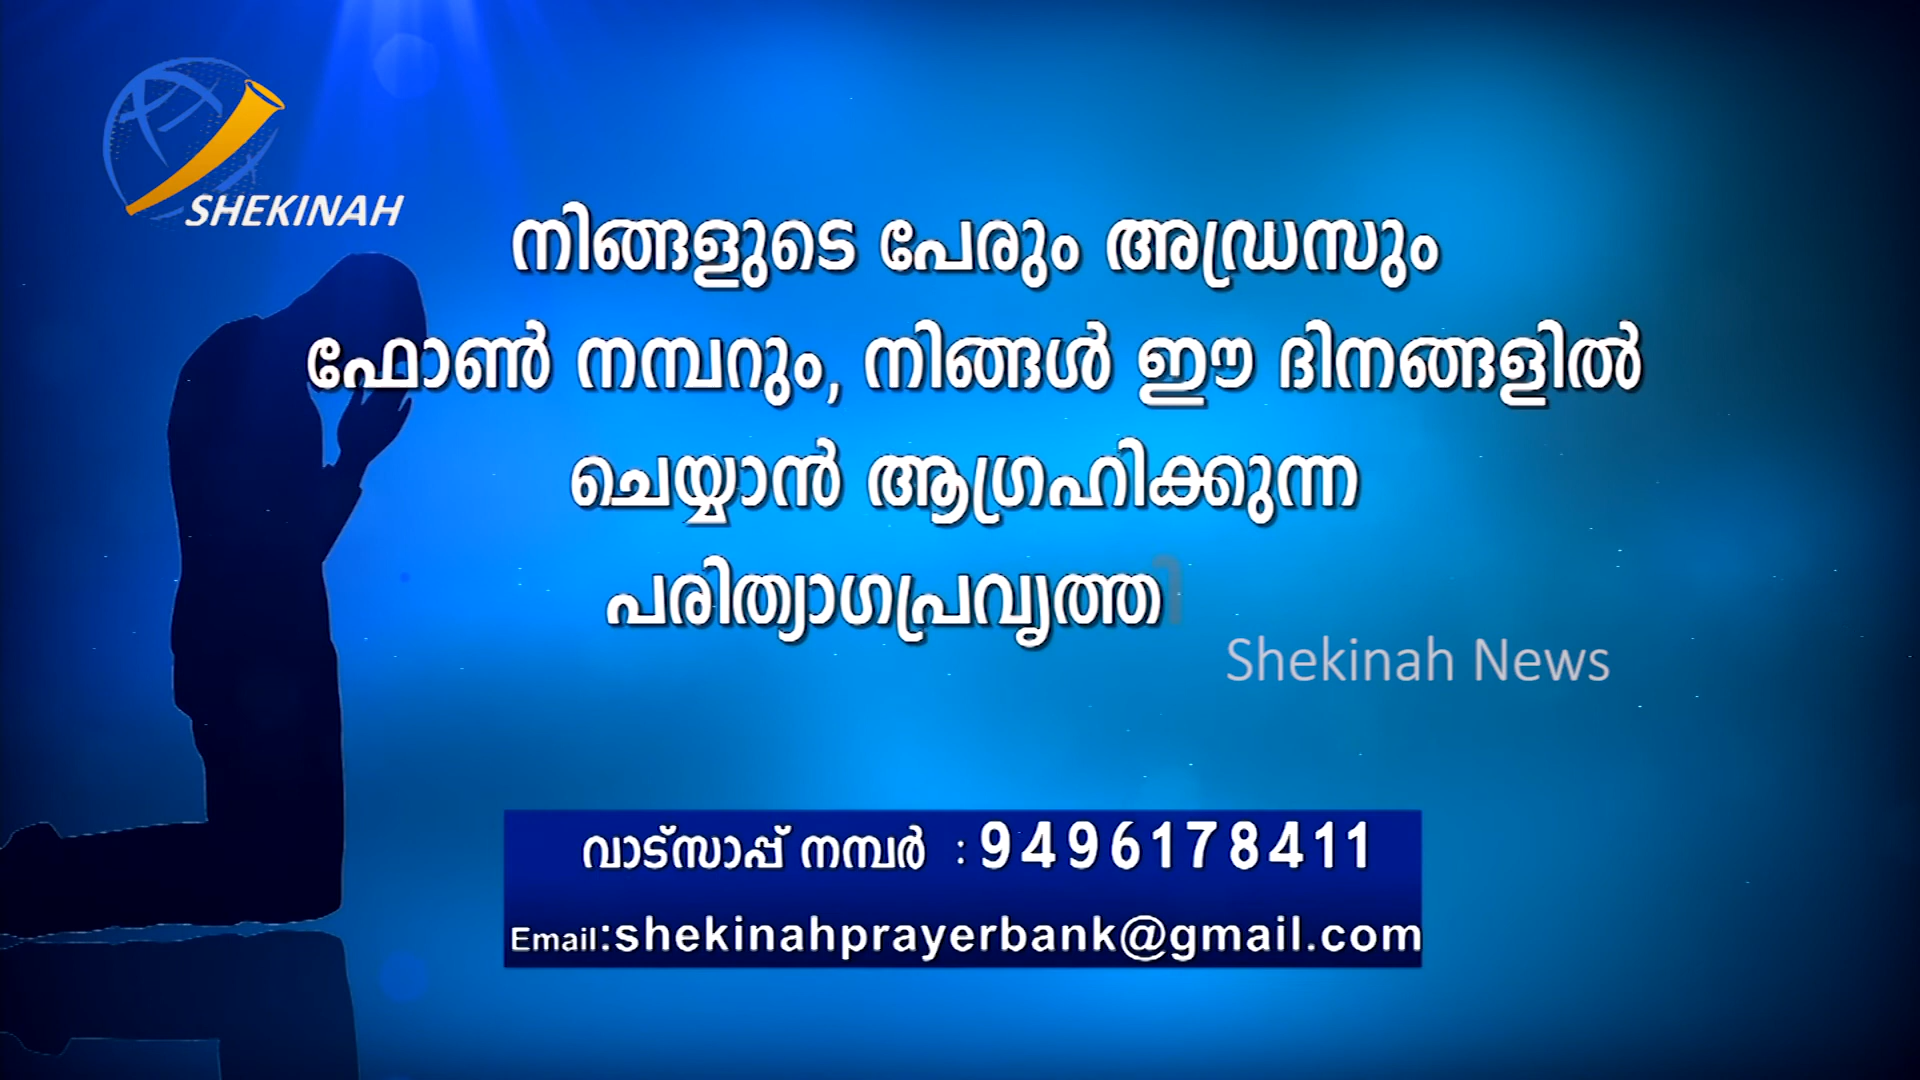 SHEKINAH
നിങ്ങളുടെ പേരും അഡ്രസും
ഫോൺ നമ്പറും, നിങ്ങൾ ഈ ദിനങ്ങളിൽ
ചെയ്യാൻ ആഗ്രഹിക്കുന്ന
പരിത്യാഗപ്രവൃത്തി
Shekinah News
വാട്സാപ്പ് നമ്പർ : 9496178411
Email:shekinahprayerbank@gmail.com